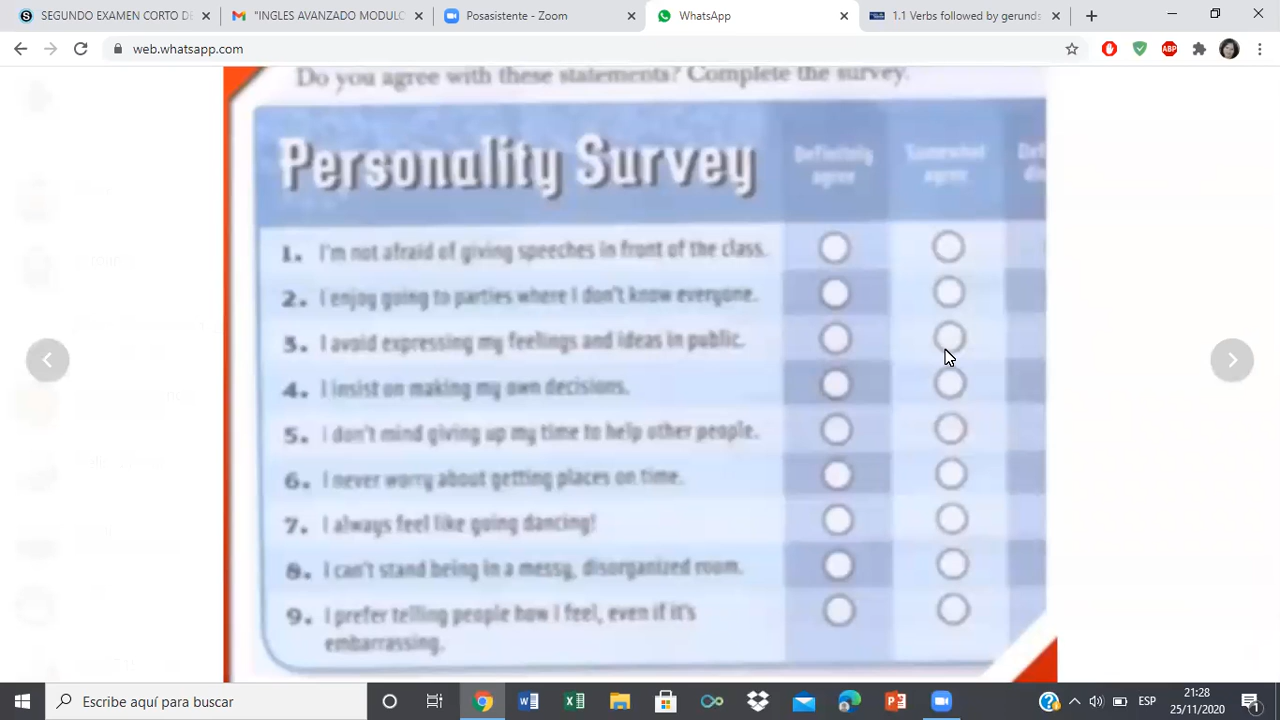 SEGUNDO EXAMEN CORTE
"INGLES AVANZADO MODULO
Posasistente - Zoom
WhatsApp
1.1 Verbs followed by gerunds
web.whatsapp.com
Do you agree with these statements? Complete the survey.
Personality Survey
Definitely agree
Somewhat agree
1. I'm not afraid of giving speeches in front of the class.
2. I enjoy going to parties where I don't know everyone.
3. I avoid expressing my feelings and ideas in public.
4. I insist on making my own decisions.
5. I don't mind giving up my time to help other people.
6. I never worry about getting places on time.
7. I always feel like going dancing!
8. I can't stand being in a messy, disorganized room.
9. I prefer telling people how I feel, even if it's
embarrassing.
Escribe aquí para buscar
ESP
21:28
25/11/2020